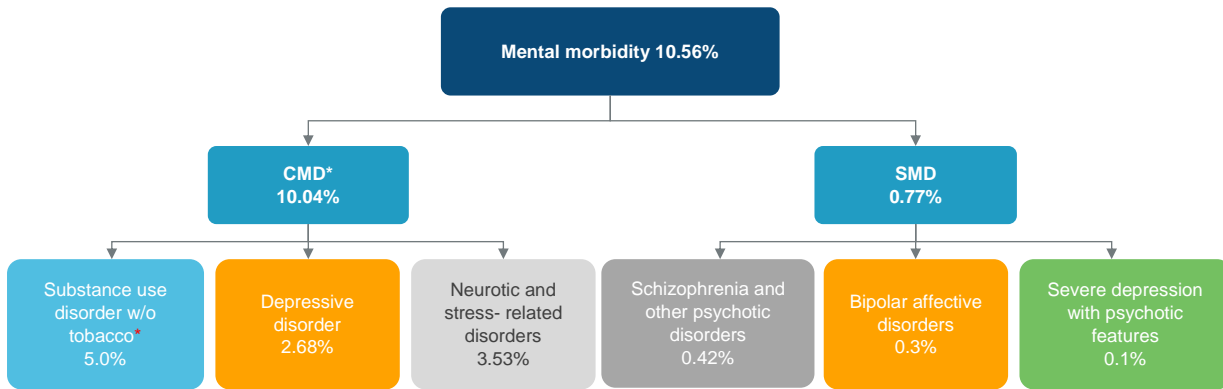 Mental morbidity 10.56%
CMD*
10.04%
SMD
0.77%
Substance use
disorder w/o
tobacco*
5.0%
Depressive
disorder
2.68%
Neurotic and
stress- related
disorders
3.53%
Schizophrenia and
other psychotic
disorders
0.42%
Bipolar affective
disorders
0.3%
Severe depression
with psychotic
features
0.1%